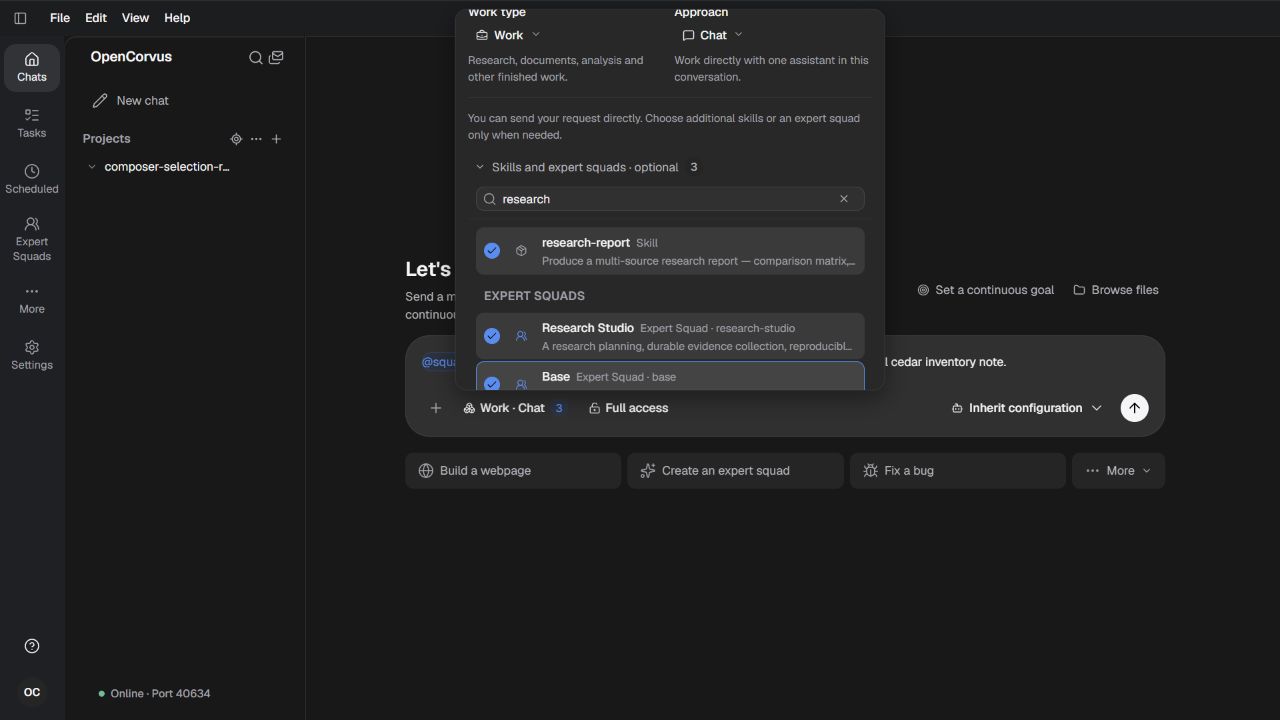 File Edit View Help
Chats
Tasks
Scheduled
Expert
Squads
More
Settings
OC
OpenCorvus
New chat
Projects
composer-selection-r...
Online · Port 40634
Work type
Work
Research, documents, analysis and
other finished work.
Approach
Chat
Work directly with one assistant in this
conversation.
You can send your request directly. Choose additional skills or an expert squad
only when needed.
Skills and expert squads · optional 3
research
research-report Skill
Produce a multi-source research report — comparison matrix,...
EXPERT SQUADS
Research Studio Expert Squad · research-studio
A research planning, durable evidence collection, reproducibl...
Base Expert Squad · base
Let's
Send a m
continuou
Set a continuous goal
Browse files
@squa
l cedar inventory note.
Work · Chat 3
Full access
Inherit configuration
Build a webpage
Create an expert squad
Fix a bug
More